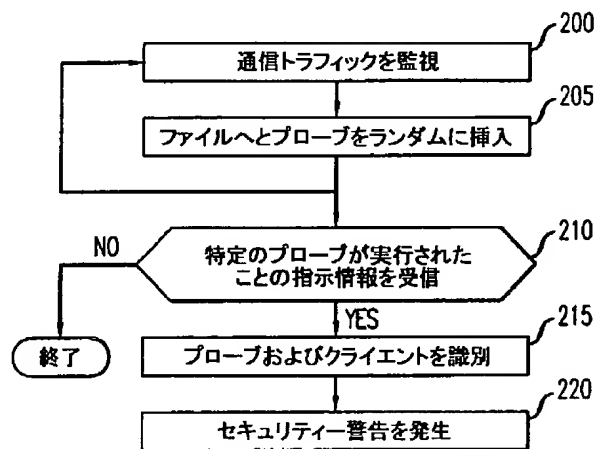 200
通信トラフィックを監視
205
ファイルへとプローブをランダムに挿入
210
特定のプローブが実行された
ことの指示情報を受信
NO
YES
終了
215
プローブおよびクライエントを識別
220
セキュリティー警告を発生